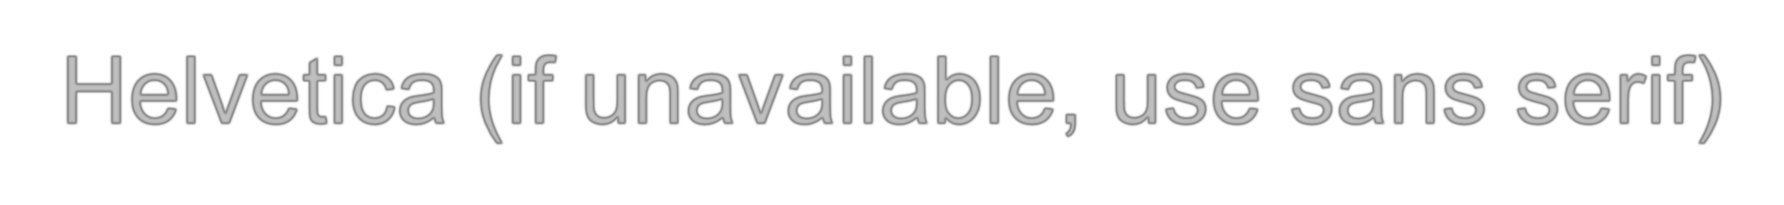 Helvetica (if unavailable, use sans serif)